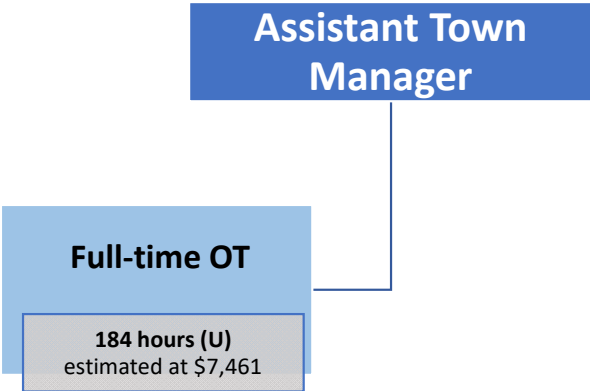 Assistant Town
Manager
Full-time OT
184 hours (U)
estimated at $7,461